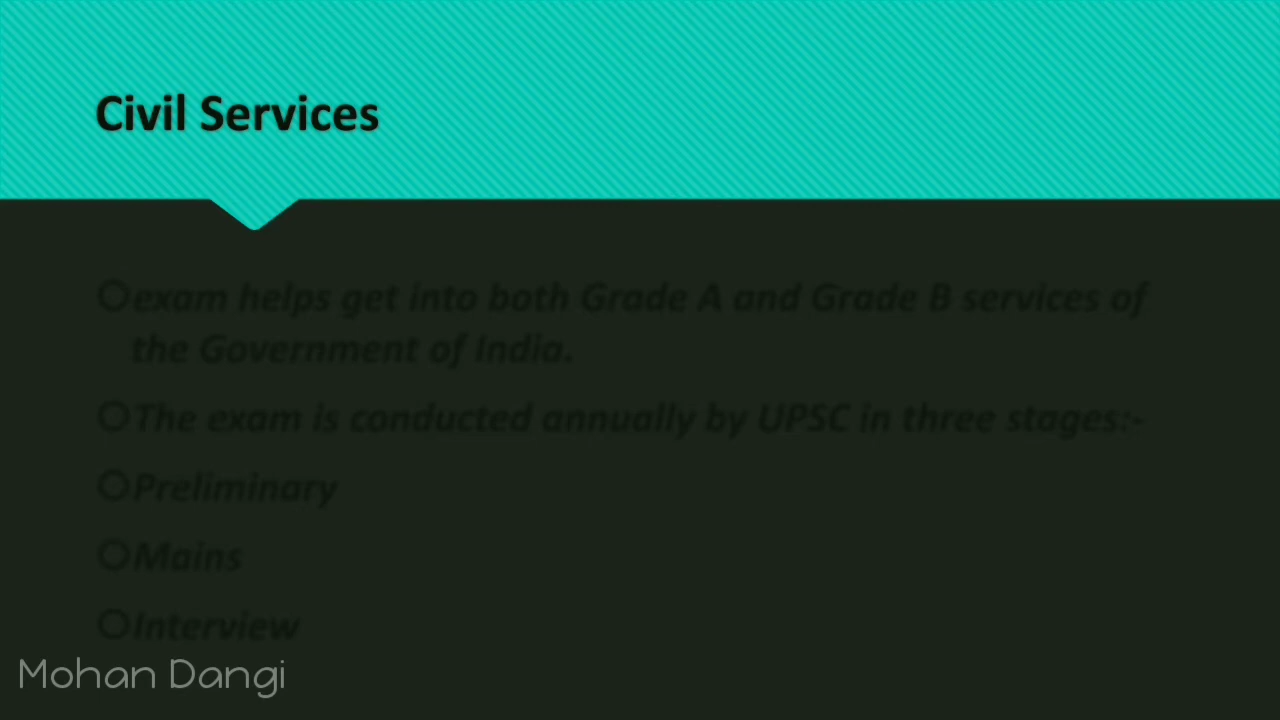 Civil Services
exam helps get into both Grade A and Grade B services of
the Government of India.
The exam is conducted annually by UPSC in three stages:-
Preliminary
Mains
Interview
Mohan Dangi